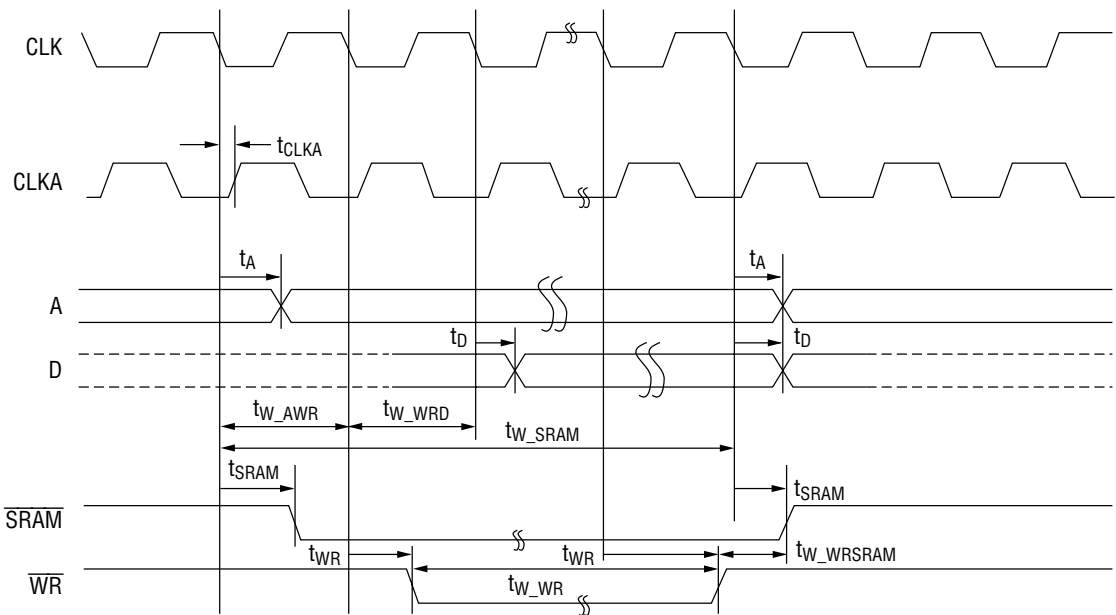 CLK
tCLKA
CLKA
tA tA
A
tD tD
D
tW_AWR tW_WRD
tW_SRAM
tSRAM tSRAM
SRAM
tWR tWR tW_WRSRAM
WR tW_WR